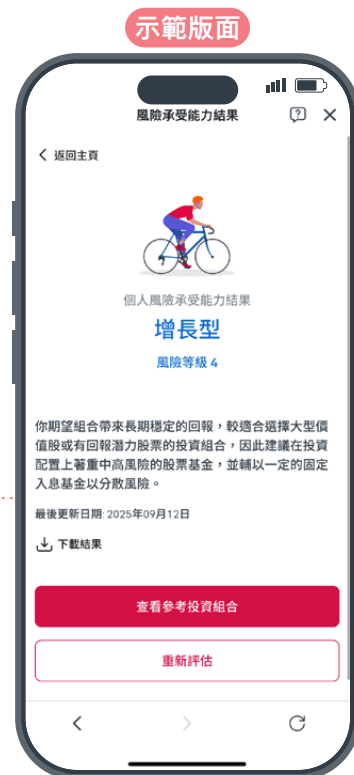 示範版面
風險承受能力結果
返回主頁
個人風險承受能力結果
增長型
風險等級 4
你期望組合帶來長期穩定的回報，較適合選擇大型價
值股或有回報潛力股票的投資組合，因此建議在投資
配置上著重中高風險的股票基金，並輔以一定的固定
入息基金以分散風險。
最後更新日期: 2025年09月12日
下載結果
查看參考投資組合
重新評估